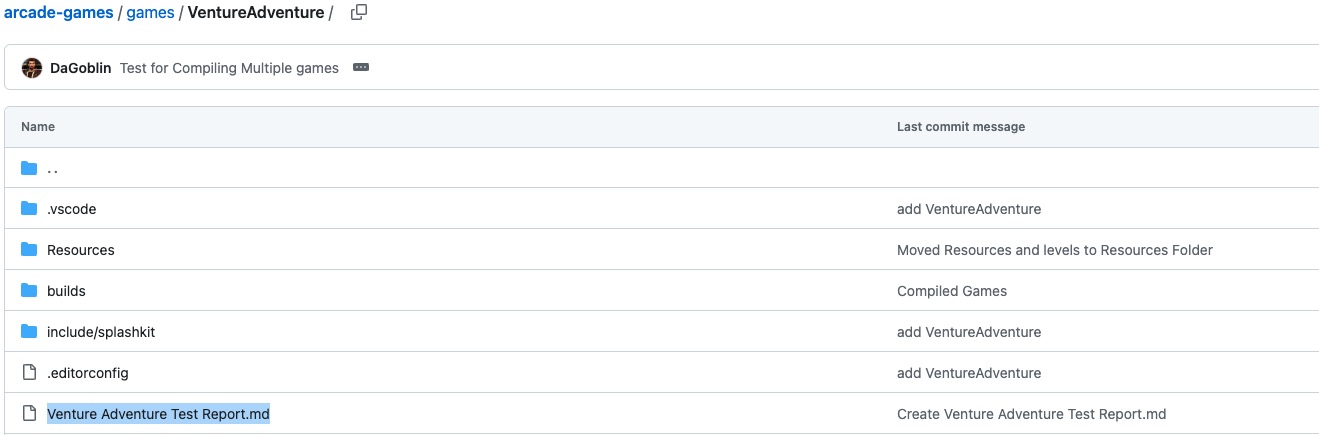 arcade-games / games / VentureAdventure /
DaGoblin Test for Compiling Multiple games
Name Last commit message
..
.vscode add VentureAdventure
Resources Moved Resources and levels to Resources Folder
builds Compiled Games
include/splashkit add VentureAdventure
.editorconfig add VentureAdventure
Venture Adventure Test Report.md Create Venture Adventure Test Report.md